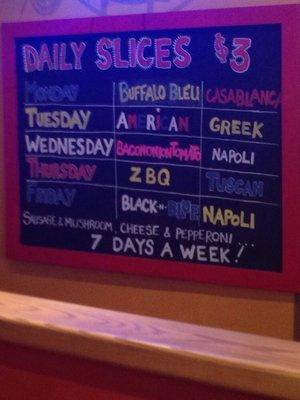 DAILY SLICES $3
MONDAY BUFFALO BLEU CASABLANCA
TUESDAY AMERICAN GREEK
WEDNESDAY BACONONIONTOMATO NAPOLI
THURSDAY ZBQ TUSCAN
FRIDAY BLACK-N-BLEU NAPOLI
SAUSAGE & MUSHROOM, CHEESE & PEPPERONI...
7 DAYS A WEEK!